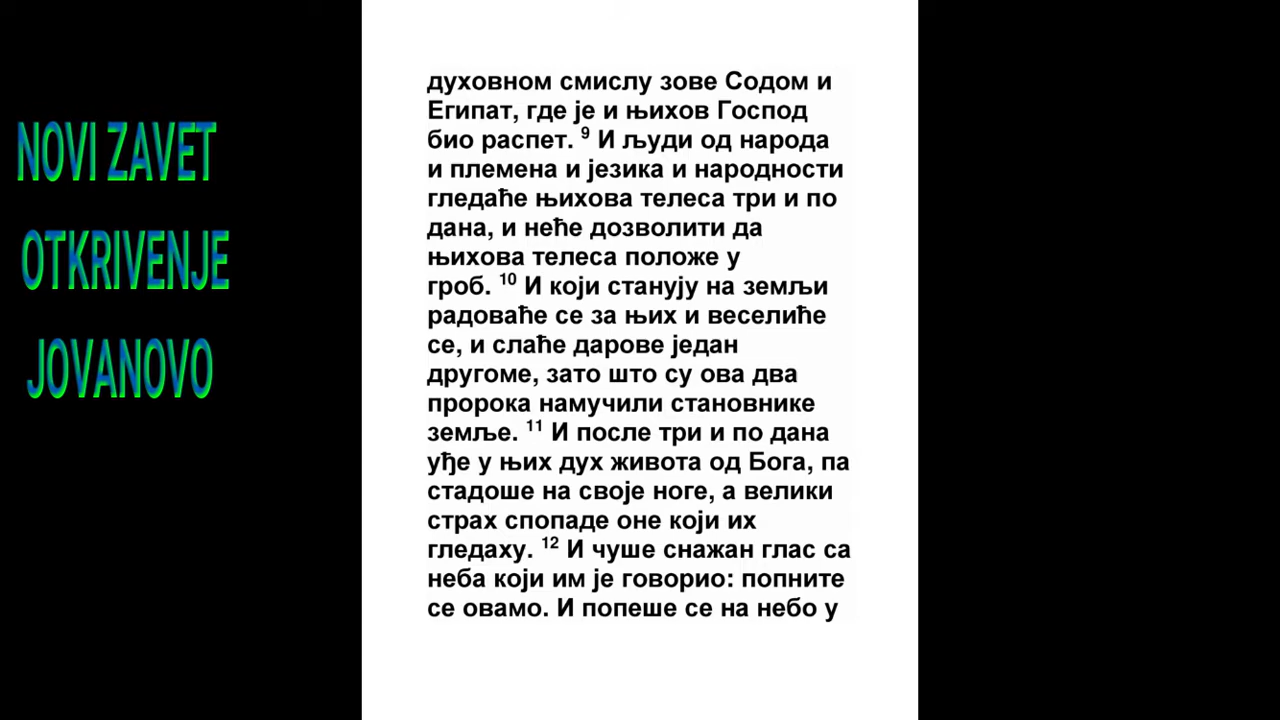 NOVI ZAVET
OTKRIVENJE
JOVANOVO
духовном смислу зове Содом и
Египат, где је и њихов Господ
био распет. 9 И људи од народа
и племена и језика и народности
гледаће њихова телеса три и по
дана, и неће дозволити да
њихова телеса положе у
гроб. 10 И који станују на земљи
радоваће се за њих и веселиће
се, и слаће дарове један
другоме, зато што су ова два
пророка намучили становнике
земље. 11 И после три и по дана
уђе у њих дух живота од Бога, па
стадоше на своје ноге, а велики
страх спопаде оне који их
гледаху. 12 И чуше снажан глас са
неба који им је говорио: попните
се овамо. И попеше се на небо у